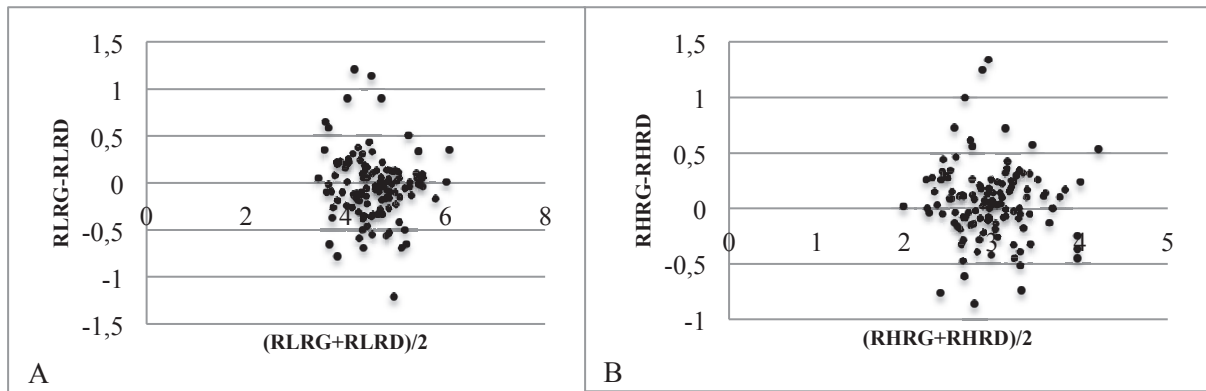 1,5
1
0,5
0
-0,5
-1
-1,5
0 2 4 6 8
RLRG-RLRD
(RLRG+RLRD)/2
A
1,5
1
0,5
0
-0,5
-1
0 1 2 3 4 5
RHRG-RHRD
(RHRG+RHRD)/2
B